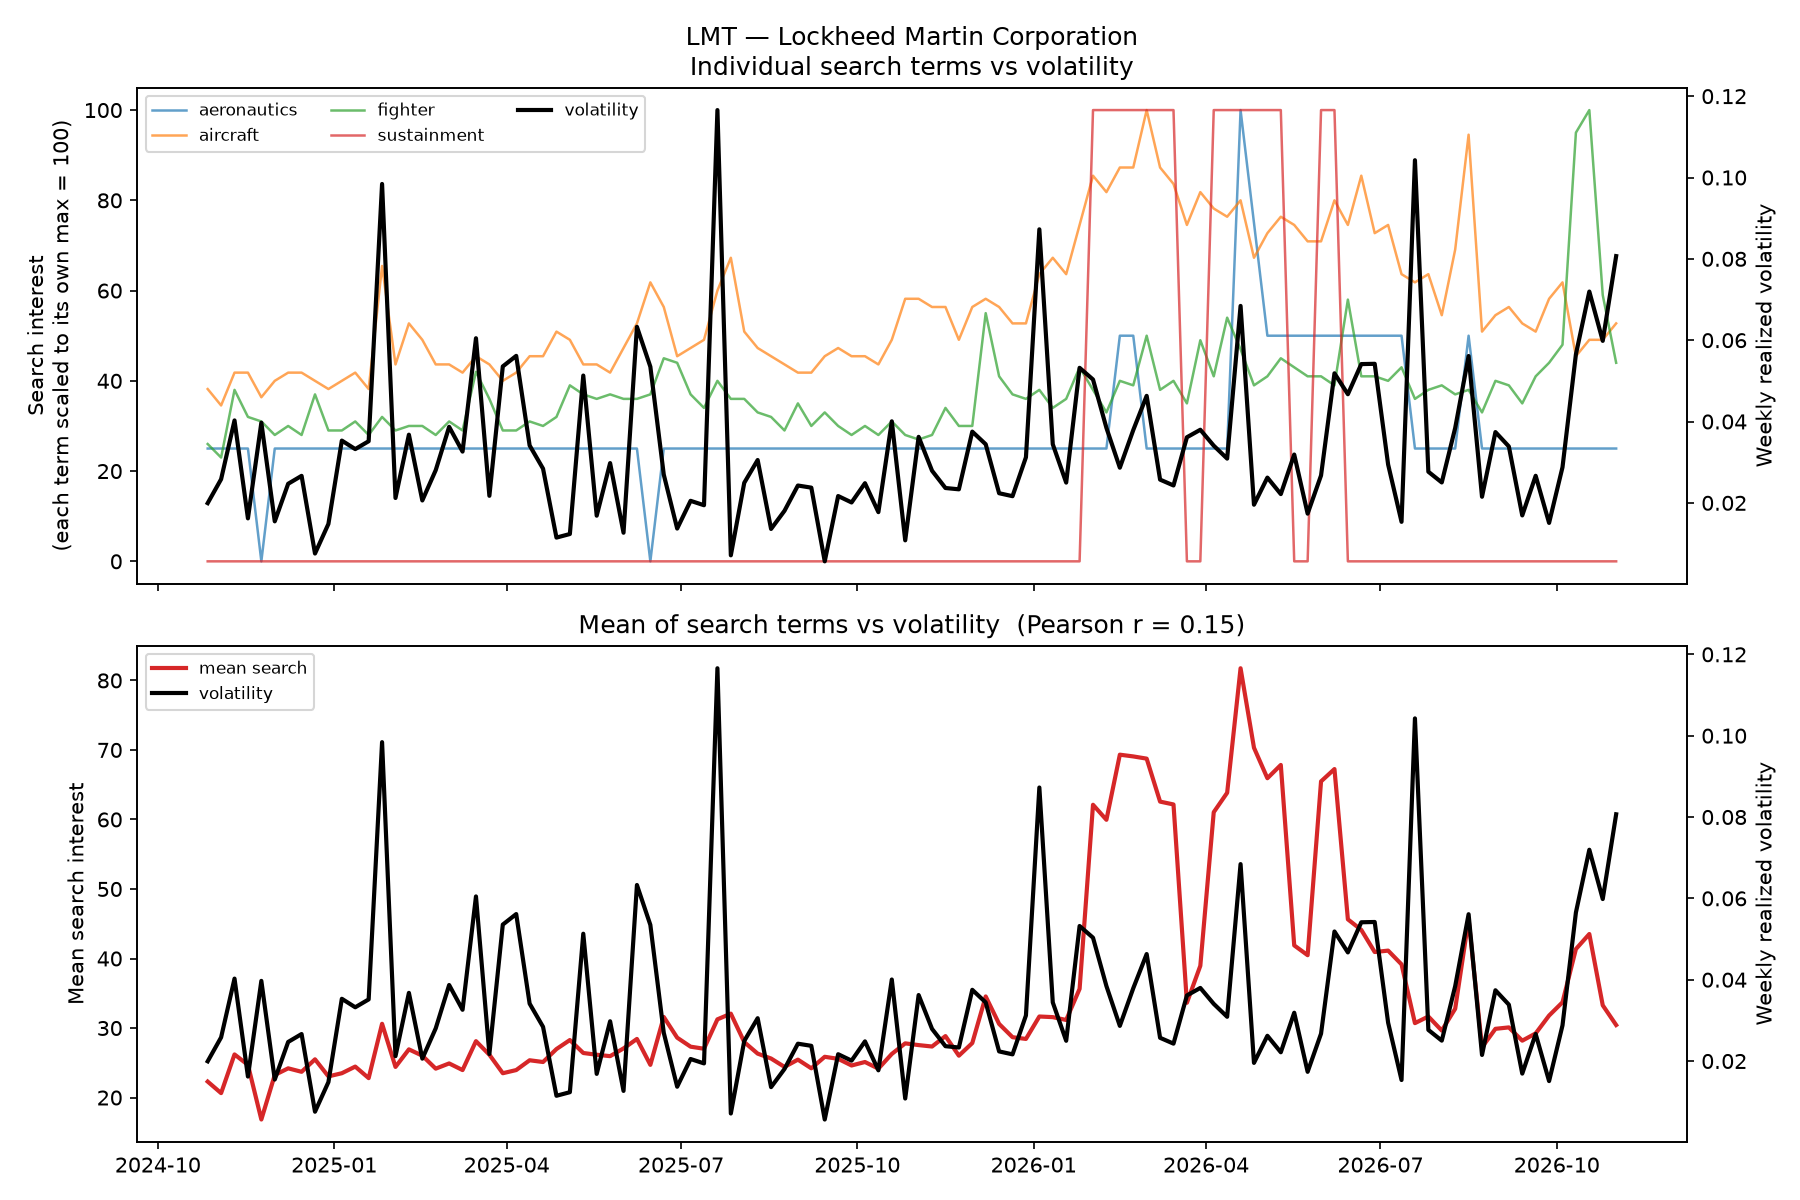 LMT — Lockheed Martin Corporation
Individual search terms vs volatility
aeronautics
aircraft
fighter
sustainment
volatility
Search interest
(each term scaled to its own max = 100)
100
80
60
40
20
0
Weekly realized volatility
0.12
0.10
0.08
0.06
0.04
0.02
Mean of search terms vs volatility (Pearson r = 0.15)
mean search
volatility
Mean search interest
80
70
60
50
40
30
20
Weekly realized volatility
0.12
0.10
0.08
0.06
0.04
0.02
2024-10
2025-01
2025-04
2025-07
2025-10
2026-01
2026-04
2026-07
2026-10